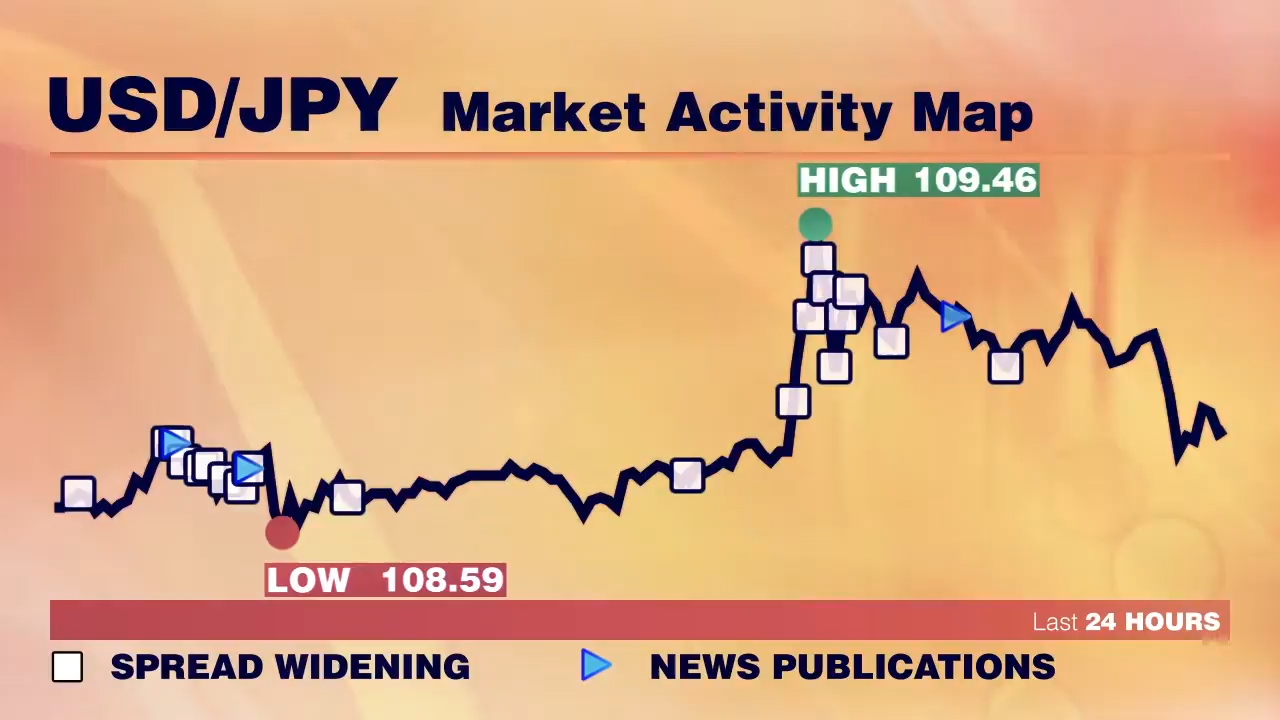 USD/JPY Market Activity Map
HIGH 109.46
LOW 108.59
Last 24 HOURS
SPREAD WIDENING NEWS PUBLICATIONS